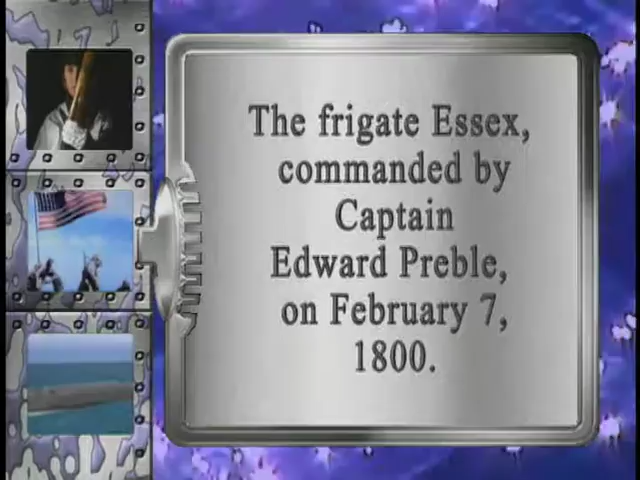 The frigate Essex,
commanded by
Captain
Edward Preble,
on February 7,
1800.